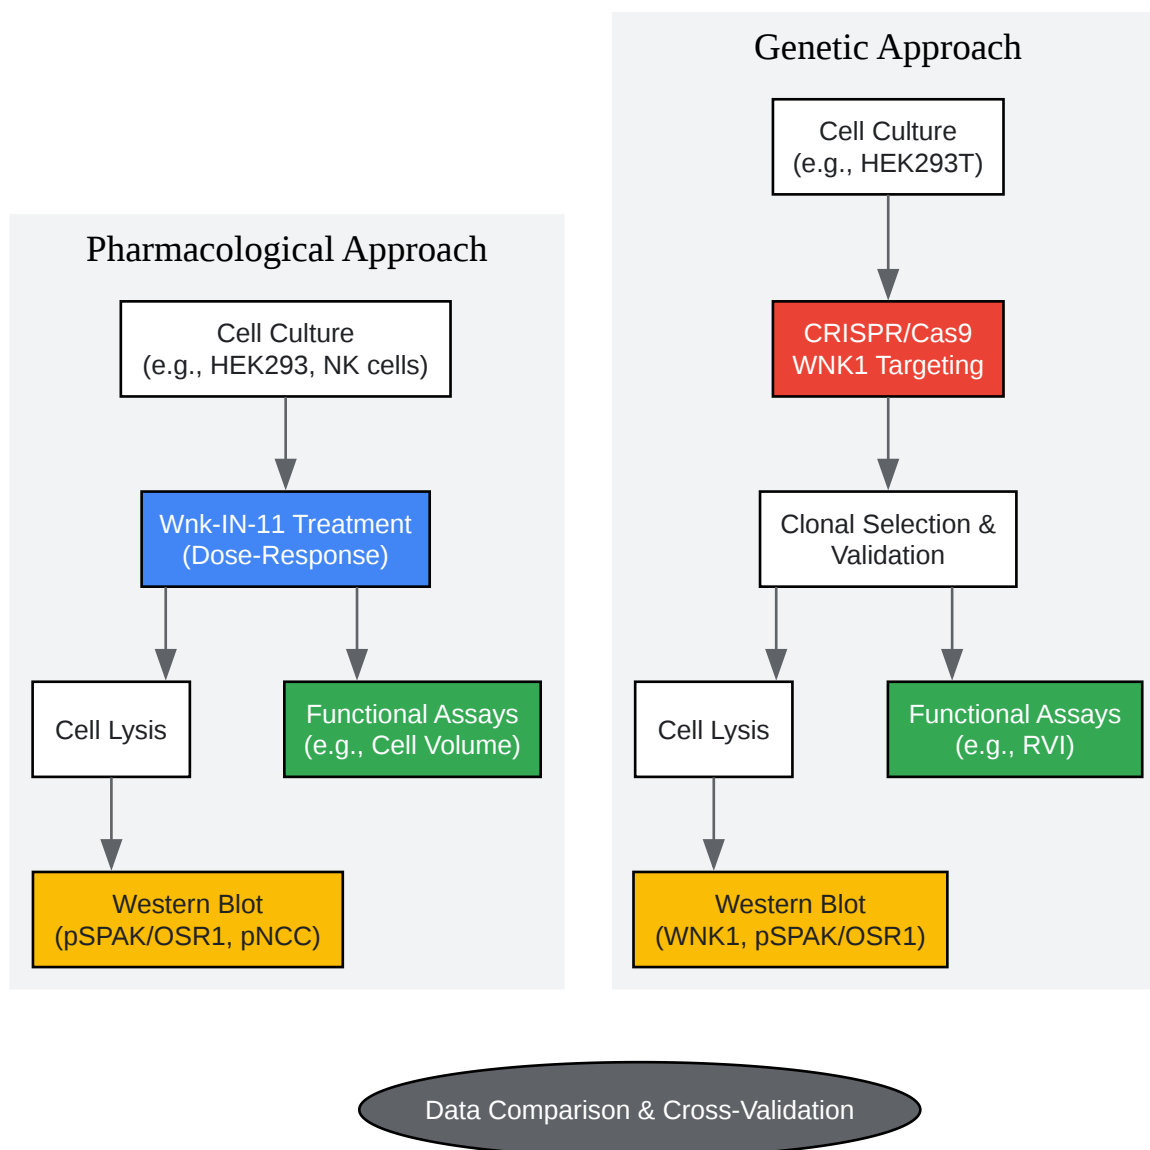 Pharmacological Approach
Cell Culture
(e.g., HEK293, NK cells)
Wnk-IN-11 Treatment
(Dose-Response)
Cell Lysis
Functional Assays
(e.g., Cell Volume)
Western Blot
(pSPAK/OSR1, pNCC)
Genetic Approach
Cell Culture
(e.g., HEK293T)
CRISPR/Cas9
WNK1 Targeting
Clonal Selection &
Validation
Cell Lysis
Functional Assays
(e.g., RVI)
Western Blot
(WNK1, pSPAK/OSR1)
Data Comparison & Cross-Validation